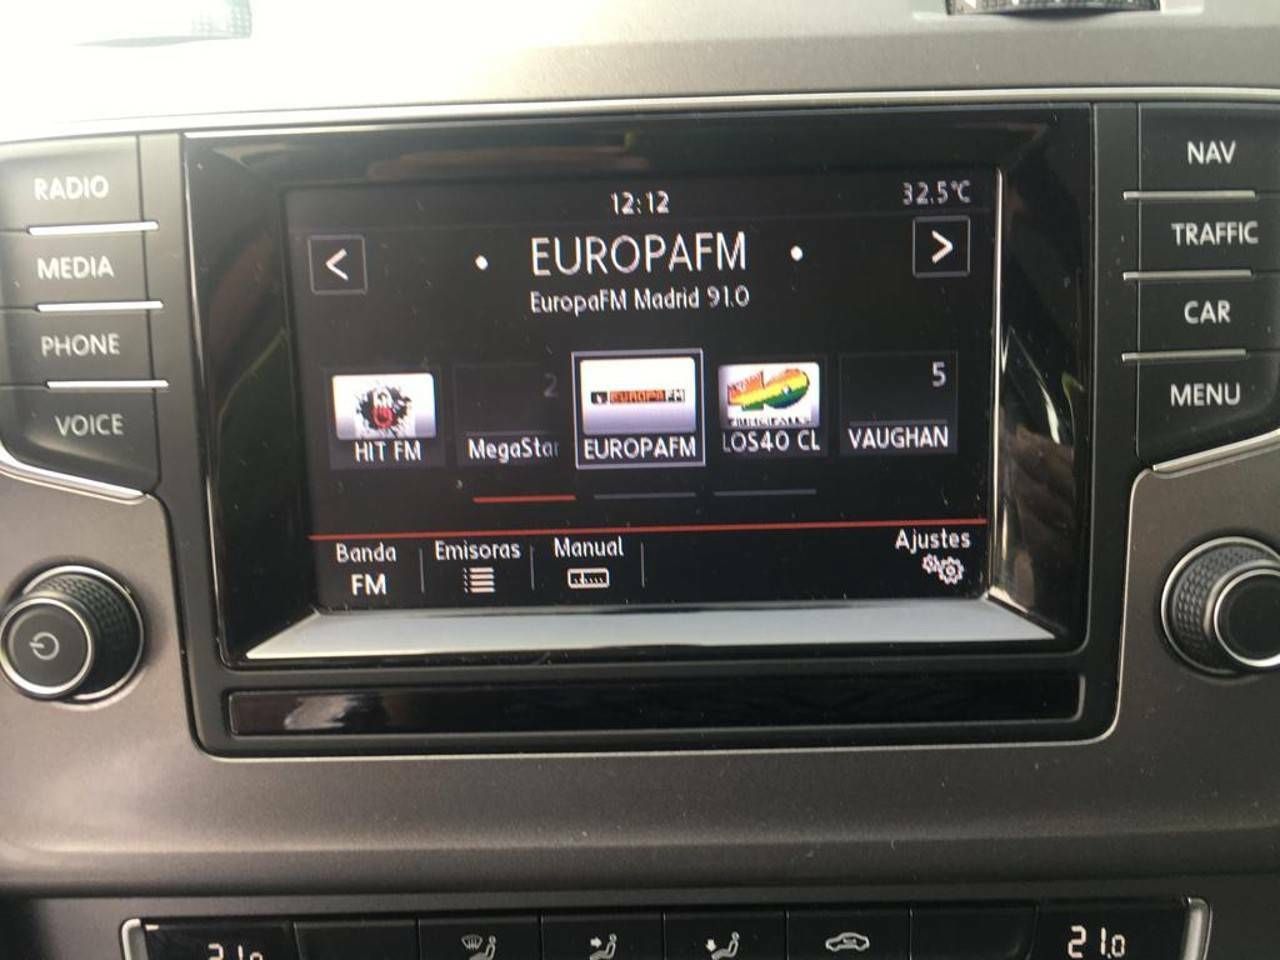 RADIO
MEDIA
PHONE
VOICE
12:12
32.5°C
<
• EUROPAFM •
>
EuropaFM Madrid 91.0
HIT FM
2
MegaStar
EUROPAFM
EUROPAFM
LOS40 CL
5
VAUGHAN
Banda
FM
Emisoras
Manual
Ajustes
NAV
TRAFFIC
CAR
MENU
21.0
21.0